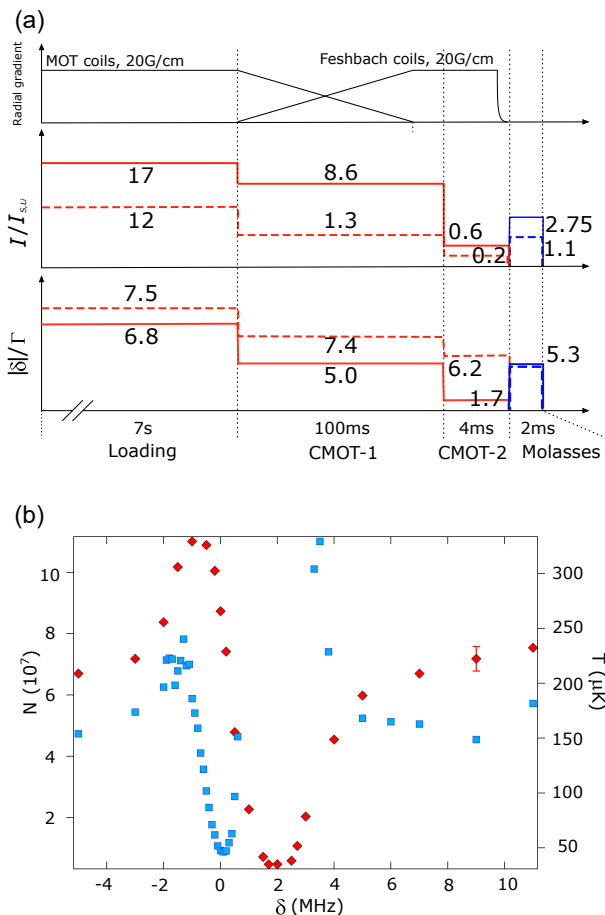 (a)
MOT coils, 20G/cm
Feshbach coils, 20G/cm
Radial gradient
I/I_{S,Li}
17
8.6
12
1.3
0.6
0.2
2.75
1.1
|δ|/Γ
7.5
6.8
7.4
5.0
6.2
1.7
5.3
7s
100ms
4ms
2ms
Loading
CMOT-1
CMOT-2
Molasses
(b)
N (10⁷)
10
8
6
4
2
T (μK)
300
250
200
150
100
50
-4
-2
0
2
4
6
8
10
δ (MHz)